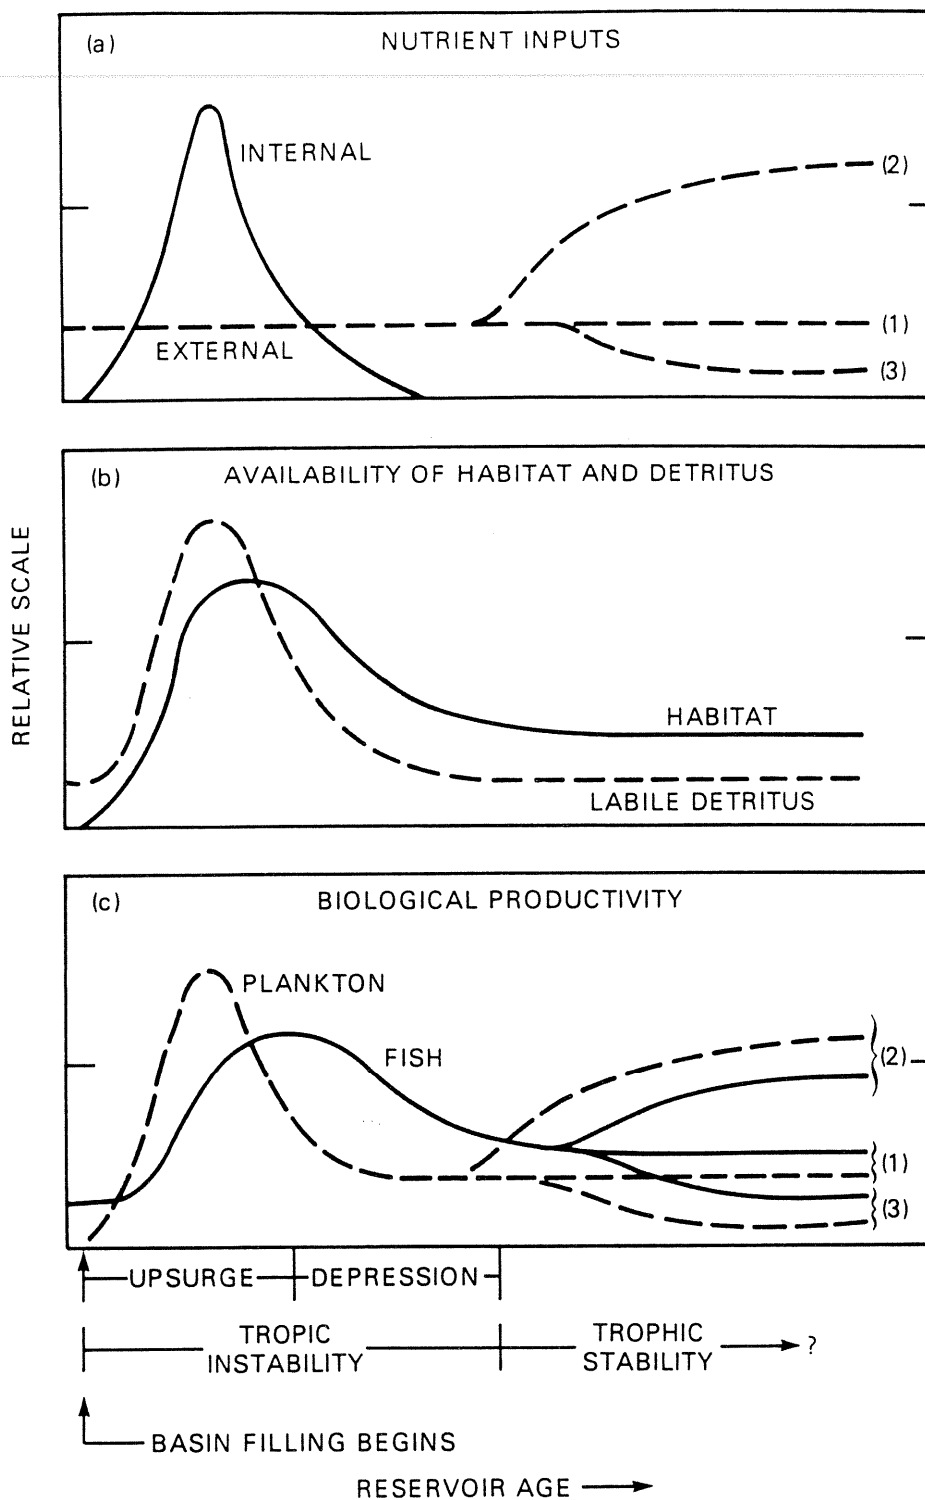 (a) NUTRIENT INPUTS
INTERNAL
(2)
(1)
EXTERNAL
(3)
(b) AVAILABILITY OF HABITAT AND DETRITUS
RELATIVE SCALE
HABITAT
LABILE DETRITUS
(c) BIOLOGICAL PRODUCTIVITY
PLANKTON
FISH
(2)
(1)
(3)
UPSURGE DEPRESSION
TROPIC
INSTABILITY
TROPHIC
STABILITY
?
BASIN FILLING BEGINS
RESERVOIR AGE